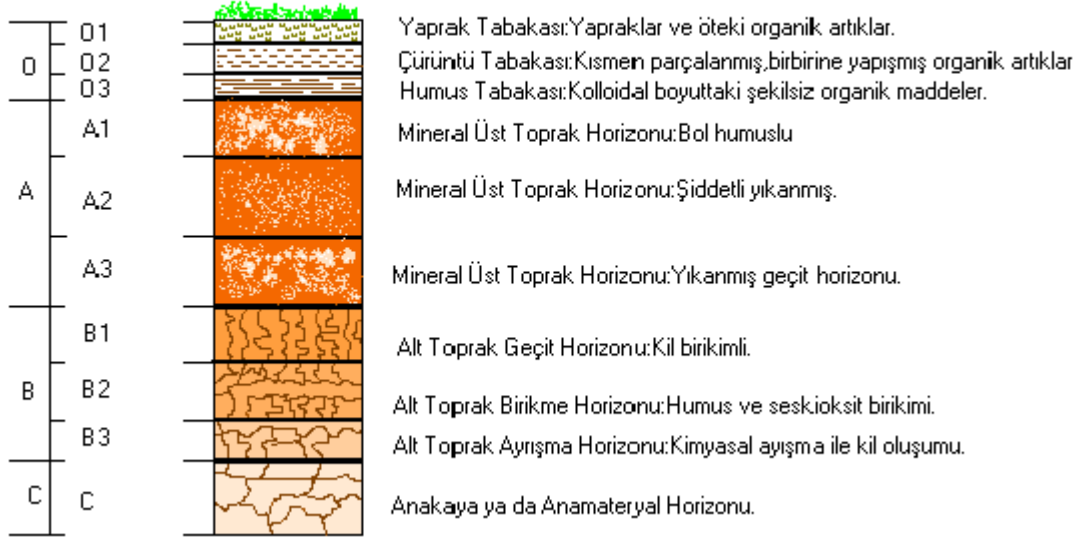 O1 Yaprak Tabakası:Yapraklar ve öteki organik artıklar.
O O2 Çürüntü Tabakası:Kısmen parçalanmış,birbirine yapışmış organik artıklar
O3 Humus Tabakası:Kolloidal boyuttaki şekilsiz organik maddeler.
A1 Mineral Üst Toprak Horizonu:Bol humuslu
A A2 Mineral Üst Toprak Horizonu:Şiddetli yıkanmış.
A3 Mineral Üst Toprak Horizonu:Yıkanmış geçit horizonu.
B1 Alt Toprak Geçit Horizonu:Kil birikimli.
B B2 Alt Toprak Birikme Horizonu:Humus ve seskioksit birikimi.
B3 Alt Toprak Ayrışma Horizonu:Kimyasal ayışma ile kil oluşumu.
C C Anakaya ya da Anamateryal Horizonu.